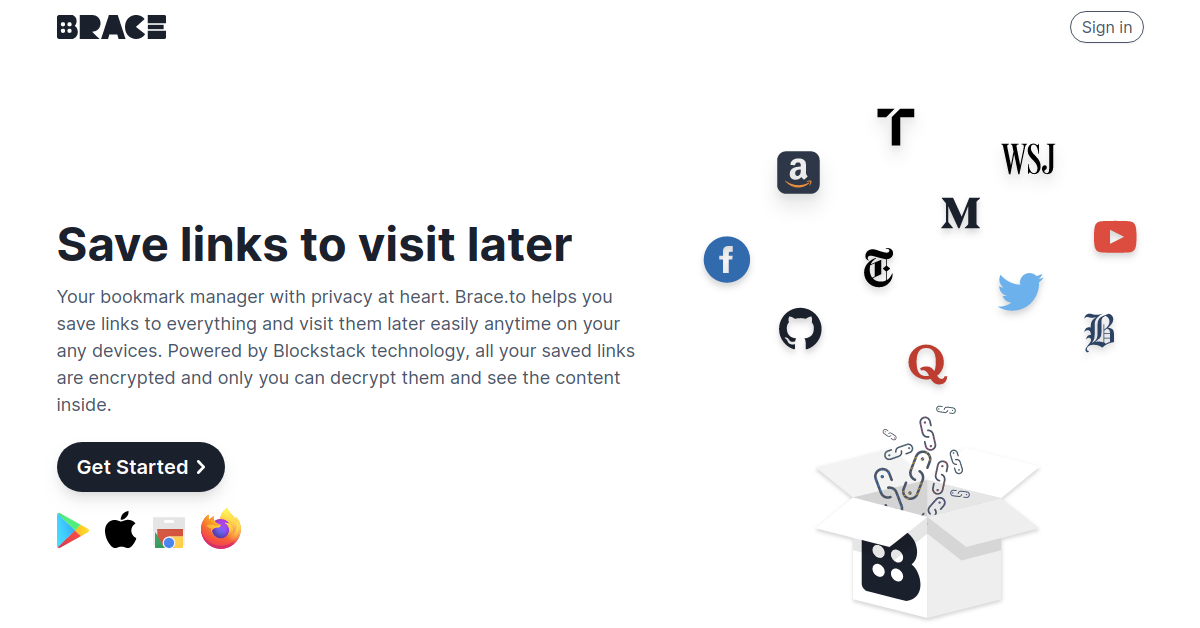 BRACE
Sign in
T
WSJ
a
M
f
T
B
Q
Save links to visit later
Your bookmark manager with privacy at heart. Brace.to helps you
save links to everything and visit them later easily anytime on your
any devices. Powered by Blockstack technology, all your saved links
are encrypted and only you can decrypt them and see the content
inside.
Get Started
B